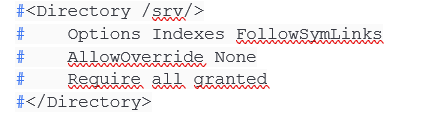 #<Directory /srv/>
#    Options Indexes FollowSymLinks
#    AllowOverride None
#    Require all granted
#</Directory>